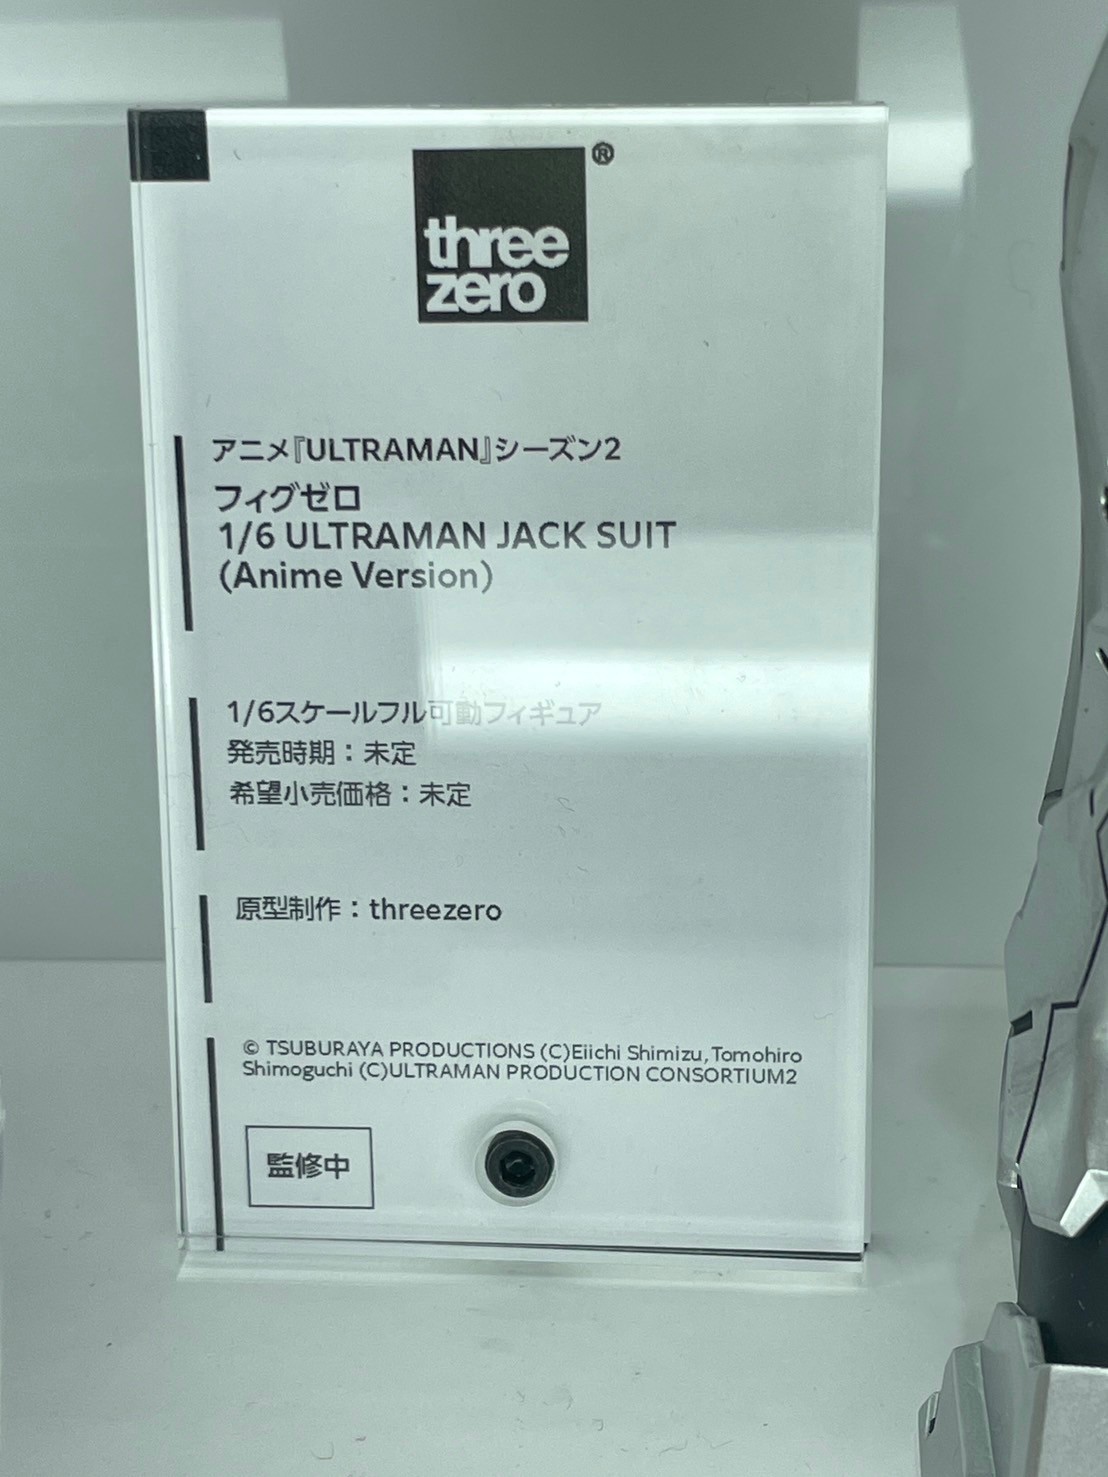 three
zero
®
アニメ『ULTRAMAN』シーズン2
フィグゼロ
1/6 ULTRAMAN JACK SUIT
(Anime Version)
1/6スケールフル可動フィギュア
発売時期：未定
希望小売価格：未定
原型制作：threezero
© TSUBURAYA PRODUCTIONS (C)Eiichi Shimizu,Tomohiro
Shimoguchi (C)ULTRAMAN PRODUCTION CONSORTIUM2
監修中